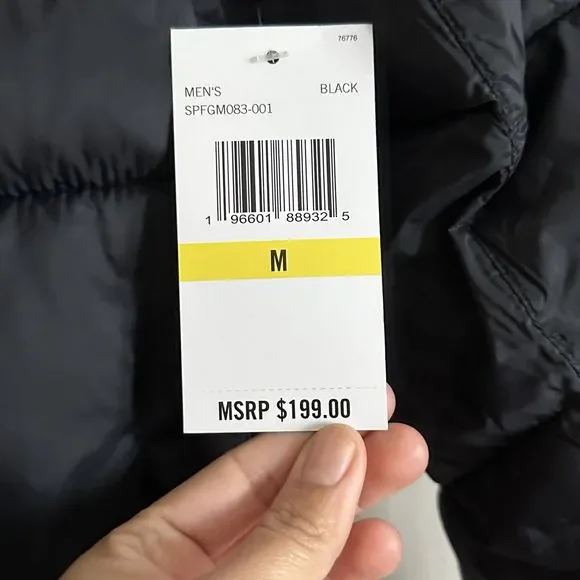 76776
MEN'S BLACK
SPFGM083-001
1 96601 88932 5
M
MSRP $199.00